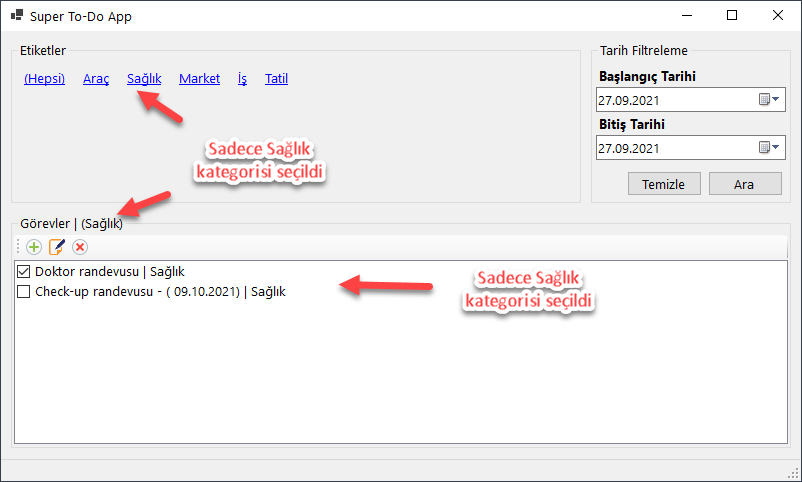 Super To-Do App
Etiketler
(Hepsi) Araç Sağlık Market İş Tatil
Sadece Sağlık
kategorisi seçildi
Tarih Filtreleme
Başlangıç Tarihi
27.09.2021
Bitiş Tarihi
27.09.2021
Temizle Ara
Görevler | (Sağlık)
Doktor randevusu | Sağlık
Check-up randevusu - ( 09.10.2021) | Sağlık
Sadece Sağlık
kategorisi seçildi